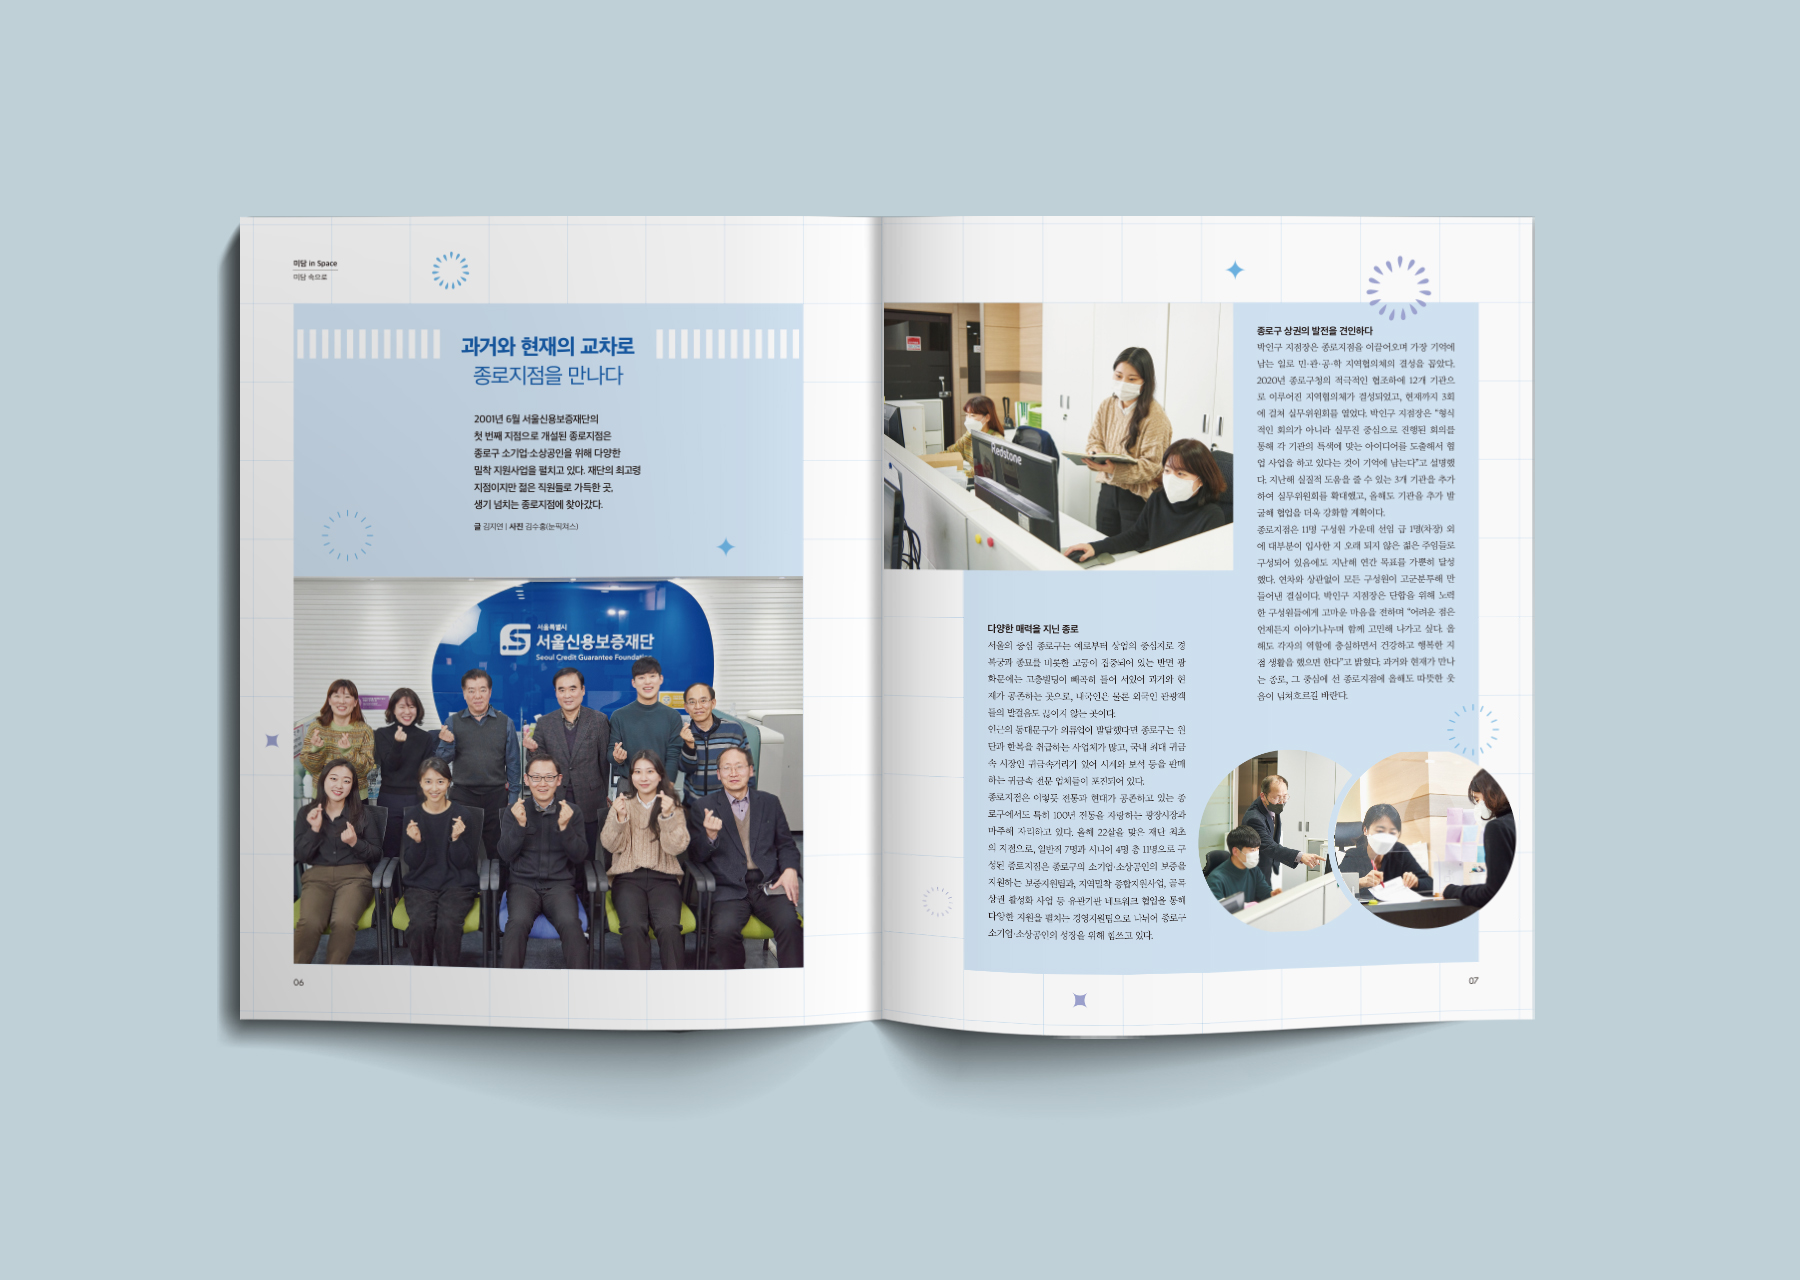 미담 in Space
미담 속으로
과거와 현재의 교차로
종로지점을 만나다
2001년 6월 서울신용보증재단의
첫 번째 지점으로 개설된 종로지점은
종로구 소기업·소상공인을 위해 다양한
밀착 지원사업을 펼치고 있다. 재단의 최고령
지점이지만 젊은 직원들로 가득한 곳,
생기 넘치는 종로지점에 찾아갔다.
글 김지연 | 사진 김수홍(눈픽쳐스)
서울특별시
서울신용보증재단
Seoul Credit Guarantee Foundation
06
Redstone
다양한 매력을 지닌 종로
서울의 중심 종로구는 예로부터 상업의 중심지로 경
복궁과 종묘를 비롯한 고궁이 집중되어 있는 반면 광
화문에는 고층빌딩이 빼곡히 들어 서있어 과거와 현
재가 공존하는 곳으로, 내국인은 물론 외국인 관광객
들의 발걸음도 끊이지 않는 곳이다.
인근의 동대문구가 의류업이 발달했다면 종로구는 원
단과 한복을 취급하는 사업체가 많고, 국내 최대 귀금
속 시장인 귀금속거리가 있어 시계와 보석 등을 판매
하는 귀금속 전문 업체들이 포진되어 있다.
종로지점은 이렇듯 전통과 현대가 공존하고 있는 종
로구에서도 특히 100년 전통을 자랑하는 광장시장과
마주해 자리하고 있다. 올해 22살을 맞은 재단 최초
의 지점으로, 일반직 7명과 시니어 4명 총 11명으로 구
성된 종로지점은 종로구의 소기업·소상공인의 보증을
지원하는 보증지원팀과, 지역밀착 종합지원사업, 골목
상권 활성화 사업 등 유관기관 네트워크 협업을 통해
다양한 지원을 펼치는 경영지원팀으로 나뉘어 종로구
소기업·소상공인의 성장을 위해 힘쓰고 있다.
종로구 상권의 발전을 견인하다
박인구 지점장은 종로지점을 이끌어오며 가장 기억에
남는 일로 민·관·공·학 지역협의체의 결성을 꼽았다.
2020년 종로구청의 적극적인 협조하에 12개 기관으
로 이루어진 지역협의체가 결성되었고, 현재까지 3회
에 걸쳐 실무위원회를 열었다. 박인구 지점장은 “형식
적인 회의가 아니라 실무진 중심으로 진행된 회의를
통해 각 기관의 특색에 맞는 아이디어를 도출해서 협
업 사업을 하고 있다는 것이 기억에 남는다”고 설명했
다. 지난해 실질적 도움을 줄 수 있는 3개 기관을 추가
하여 실무위원회를 확대했고, 올해도 기관을 추가 발
굴해 협업을 더욱 강화할 계획이다.
종로지점은 11명 구성원 가운데 선임 급 1명(차장) 외
에 대부분이 입사한 지 오래 되지 않은 젊은 주임들로
구성되어 있음에도 지난해 연간 목표를 가뿐히 달성
했다. 연차와 상관없이 모든 구성원이 고군분투해 만
들어낸 결실이다. 박인구 지점장은 단합을 위해 노력
한 구성원들에게 고마운 마음을 전하며 “어려운 점은
언제든지 이야기나누며 함께 고민해 나가고 싶다. 올
해도 각자의 역할에 충실하면서 건강하고 행복한 지
점 생활을 했으면 한다”고 밝혔다. 과거와 현재가 만나
는 종로, 그 중심에 선 종로지점에 올해도 따뜻한 웃
음이 넘쳐흐르길 바란다.
07